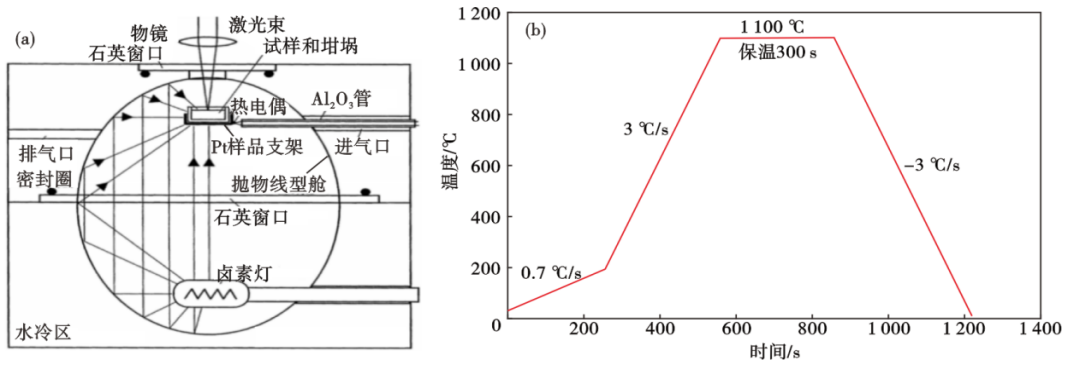 (a)
物镜
激光束
石英窗口
试样和坩埚
热电偶
Al₂O₃管
Pt样品支架
进气口
排气口
密封圈
抛物线型舱
石英窗口
卤素灯
水冷区
(b)
温度/℃
1 200
1 000
800
600
400
200
0
1 100 ℃
保温300 s
3 ℃/s
−3 ℃/s
0.7 ℃/s
200
400
600
800
1 000
1 200
1 400
时间/s